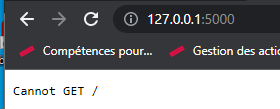 127.0.0.1:5000
Compétences pour...
Gestion des actio
Cannot GET /